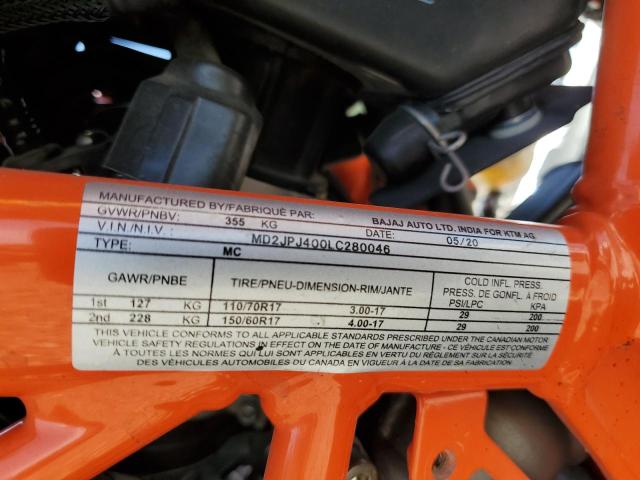 MANUFACTURED BY/FABRIQUÉ PAR: BAJAJ AUTO LTD. INDIA FOR KTM AG
GVWR/PNBV: 355 KG DATE: 05/20
V.I.N/N.I.V.: MD2JPJ400LC280046
TYPE: MC
GAWR/PNBE TIRE/PNEU-DIMENSION-RIM/JANTE COLD INFL. PRESS.
PRESS. DE GONFL. À FROID
PSI/LPC KPA
1st 127 KG 110/70R17 3.00-17 29 200
2nd 228 KG 150/60R17 4.00-17 29 200
THIS VEHICLE CONFORMS TO ALL APPLICABLE STANDARDS PRESCRIBED UNDER THE CANADIAN MOTOR
VEHICLE SAFETY REGULATIONS IN EFFECT ON THE DATE OF MANUFACTURE - CE VÉHICULE EST CONFORME
À TOUTES LES NORMES QUI LUI SONT APPLICABLES EN VERTU DU RÉGLEMENT SUR LA SÉCURITÉ
DES VÉHICULES AUTOMOBILES DU CANADA EN VIGUEUR À LA DATE DE SA FABRICATION.